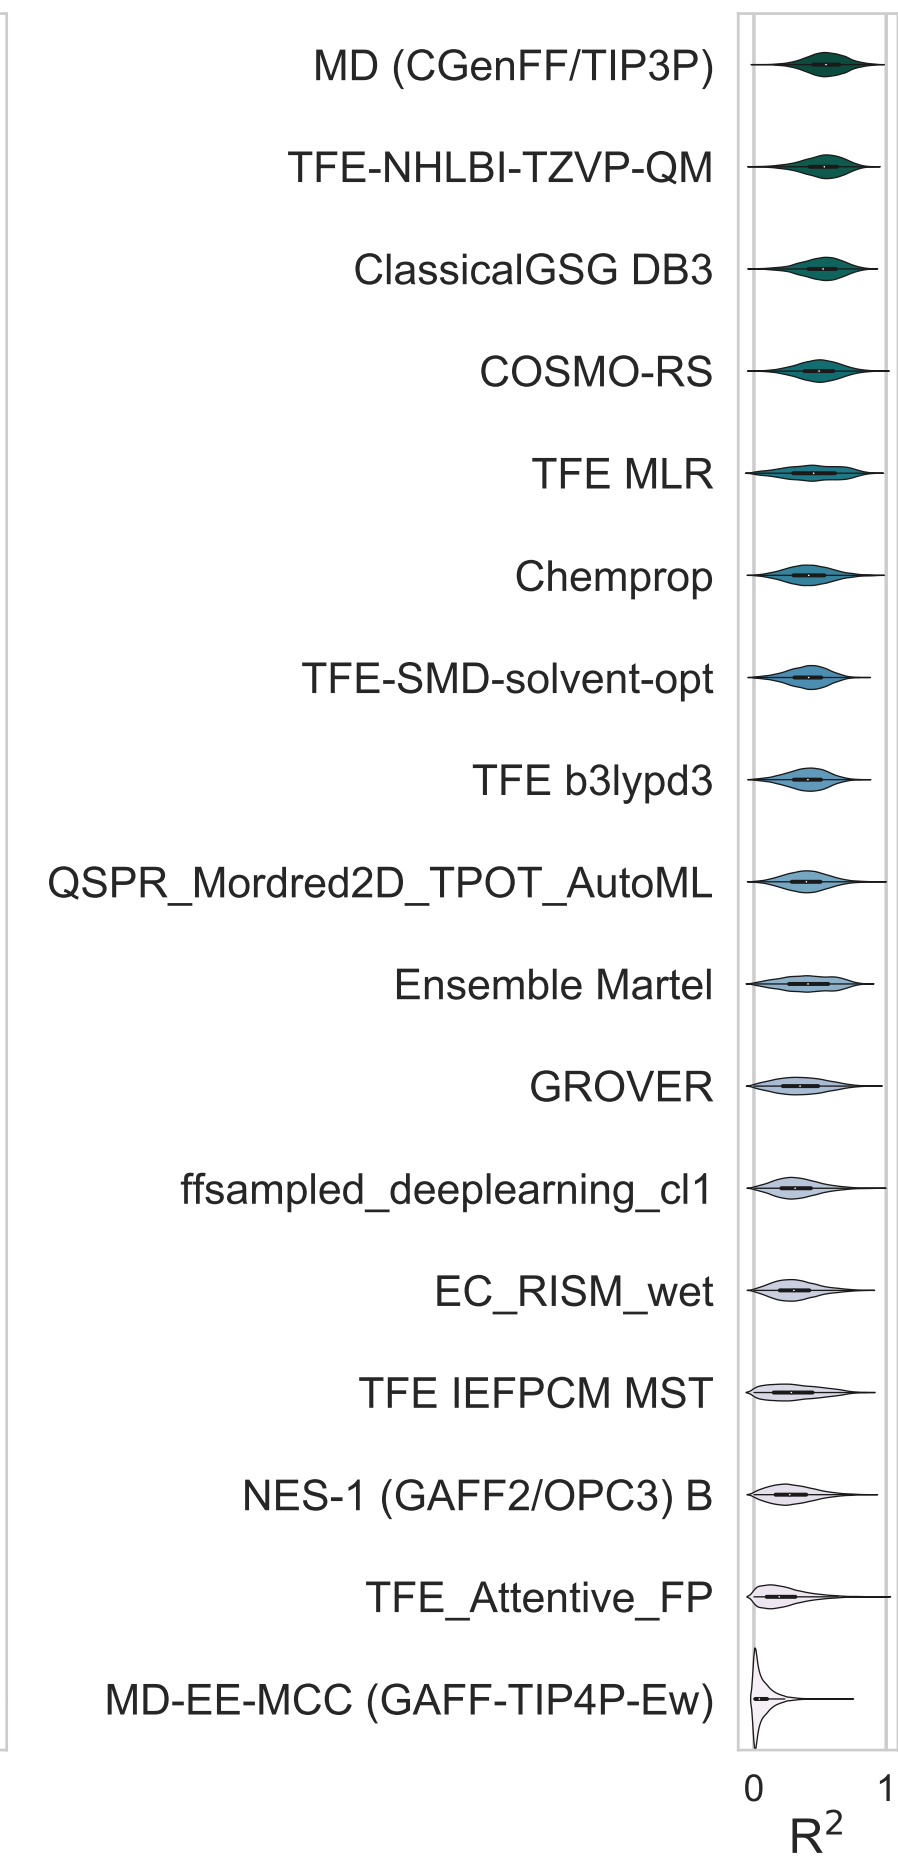 MD (CGenFF/TIP3P)
TFE-NHLBI-TZVP-QM
ClassicalGSG DB3
COSMO-RS
TFE MLR
Chemprop
TFE-SMD-solvent-opt
TFE b3lypd3
QSPR_Mordred2D_TPOT_AutoML
Ensemble Martel
GROVER
ffsampled_deeplearning_cl1
EC_RISM_wet
TFE IEFPCM MST
NES-1 (GAFF2/OPC3) B
TFE_Attentive_FP
MD-EE-MCC (GAFF-TIP4P-Ew)
0 1
R²